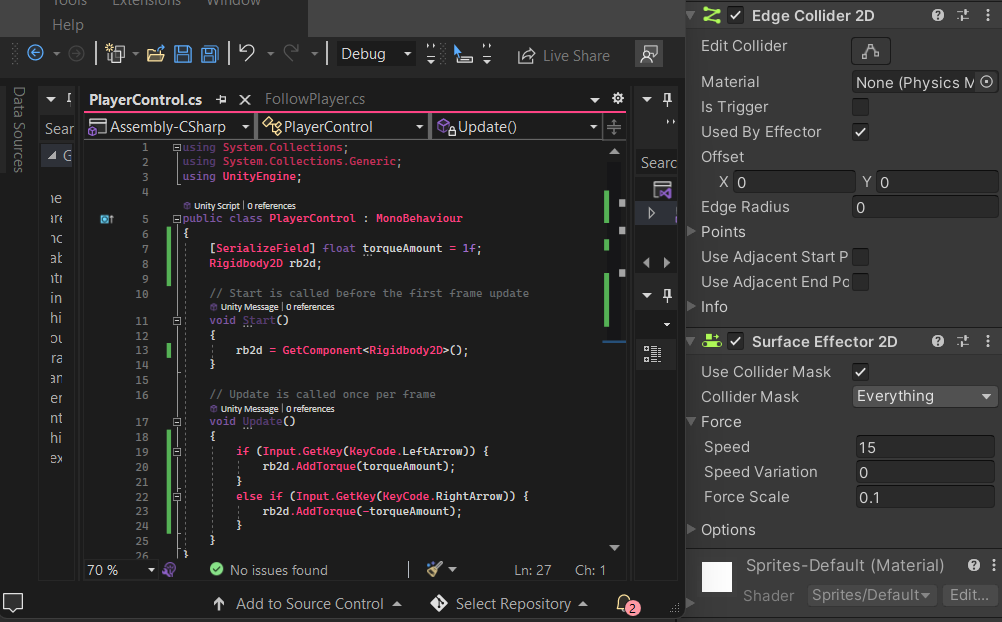 Tools Extensions Window
Help
Debug
Live Share
Data Sources
PlayerControl.cs
FollowPlayer.cs
Sear
Assembly-CSharp
PlayerControl
Update()
G
Searc
1 using System.Collections;
2 using System.Collections.Generic;
3 using UnityEngine;
4
Unity Script | 0 references
5 public class PlayerControl : MonoBehaviour
6 {
7 [SerializeField] float torqueAmount = 1f;
8 Rigidbody2D rb2d;
9
10 // Start is called before the first frame update
Unity Message | 0 references
11 void Start()
12 {
13 rb2d = GetComponent<Rigidbody2D>();
14 }
15
16 // Update is called once per frame
Unity Message | 0 references
17 void Update()
18 {
19 if (Input.GetKey(KeyCode.LeftArrow)) {
20 rb2d.AddTorque(torqueAmount);
21 }
22 else if (Input.GetKey(KeyCode.RightArrow)) {
23 rb2d.AddTorque(-torqueAmount);
24 }
25 }
26 }
70 %
No issues found
Ln: 27 Ch: 1
Add to Source Control
Select Repository
2
Edge Collider 2D
Edit Collider
Material None (Physics M
Is Trigger
Used By Effector
Offset
X 0 Y 0
Edge Radius 0
Points
Use Adjacent Start P
Use Adjacent End Po
Info
Surface Effector 2D
Use Collider Mask
Collider Mask Everything
Force
Speed 15
Speed Variation 0
Force Scale 0.1
Options
Sprites-Default (Material)
Shader Sprites/Default Edit...